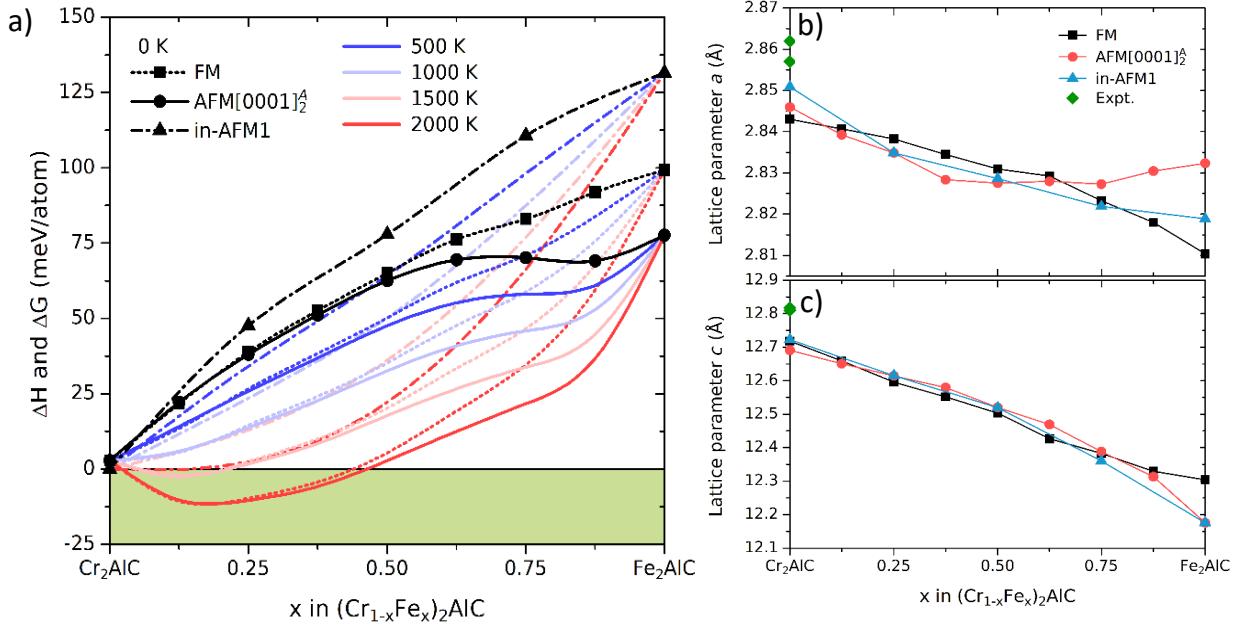 a)
150
125
100
75
50
25
0
-25
ΔH and ΔG (meV/atom)
0 K
FM
AFM[0001]₂ᴬ
in-AFM1
500 K
1000 K
1500 K
2000 K
Cr₂AlC
0.25
0.50
0.75
Fe₂AlC
x in (Cr₁₋ₓFeₓ)₂AlC
b)
2.87
2.86
2.85
2.84
2.83
2.82
2.81
Lattice parameter a (Å)
FM
AFM[0001]₂ᴬ
in-AFM1
Expt.
c)
12.9
12.8
12.7
12.6
12.5
12.4
12.3
12.2
12.1
Lattice parameter c (Å)
Cr₂AlC
0.25
0.50
0.75
Fe₂AlC
x in (Cr₁₋ₓFeₓ)₂AlC